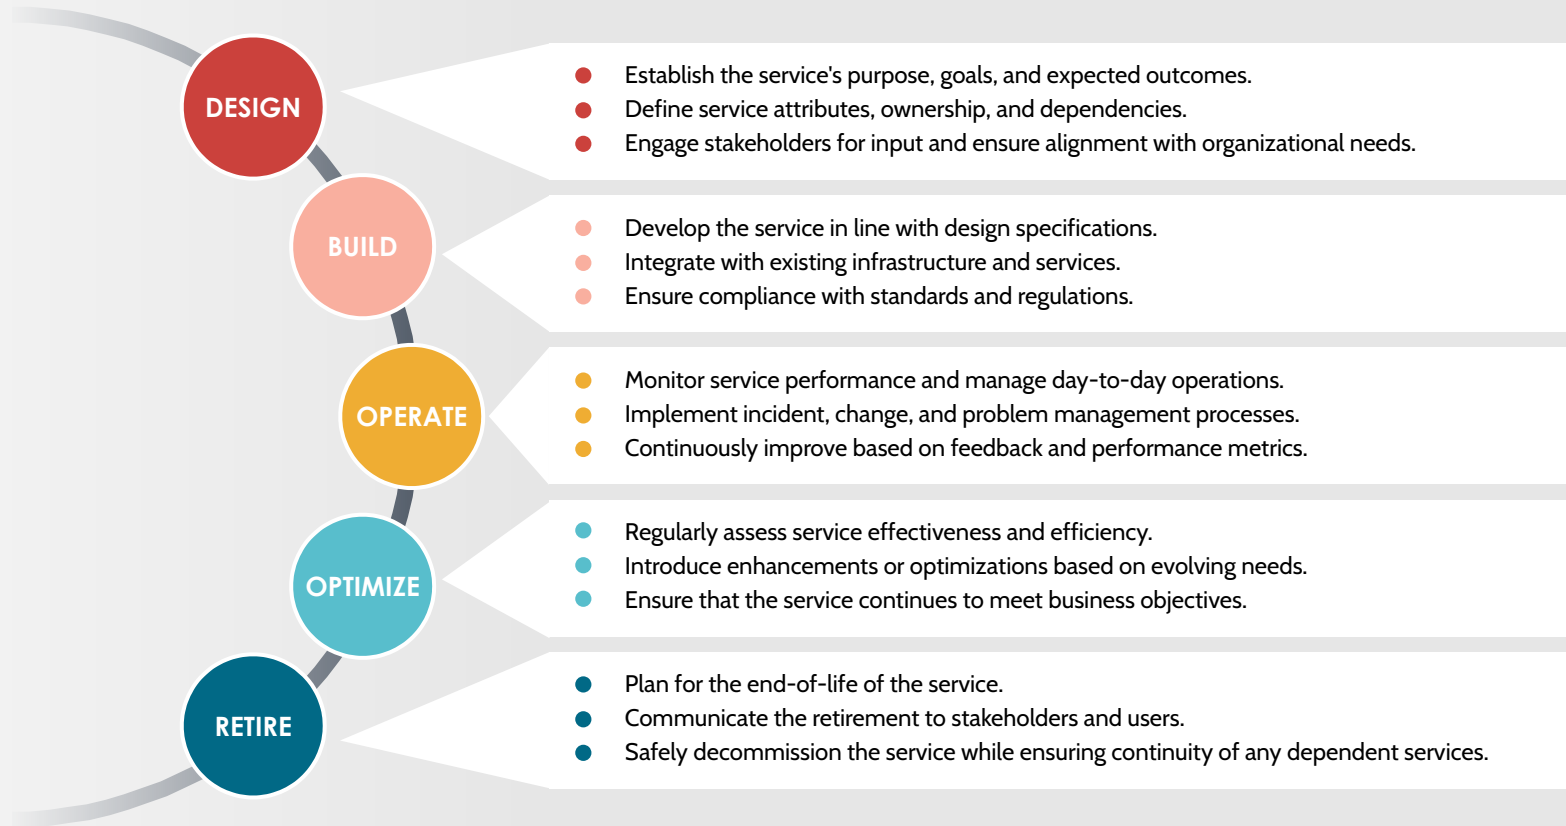 DESIGN
Establish the service's purpose, goals, and expected outcomes.
Define service attributes, ownership, and dependencies.
Engage stakeholders for input and ensure alignment with organizational needs.
BUILD
Develop the service in line with design specifications.
Integrate with existing infrastructure and services.
Ensure compliance with standards and regulations.
OPERATE
Monitor service performance and manage day-to-day operations.
Implement incident, change, and problem management processes.
Continuously improve based on feedback and performance metrics.
OPTIMIZE
Regularly assess service effectiveness and efficiency.
Introduce enhancements or optimizations based on evolving needs.
Ensure that the service continues to meet business objectives.
RETIRE
Plan for the end-of-life of the service.
Communicate the retirement to stakeholders and users.
Safely decommission the service while ensuring continuity of any dependent services.